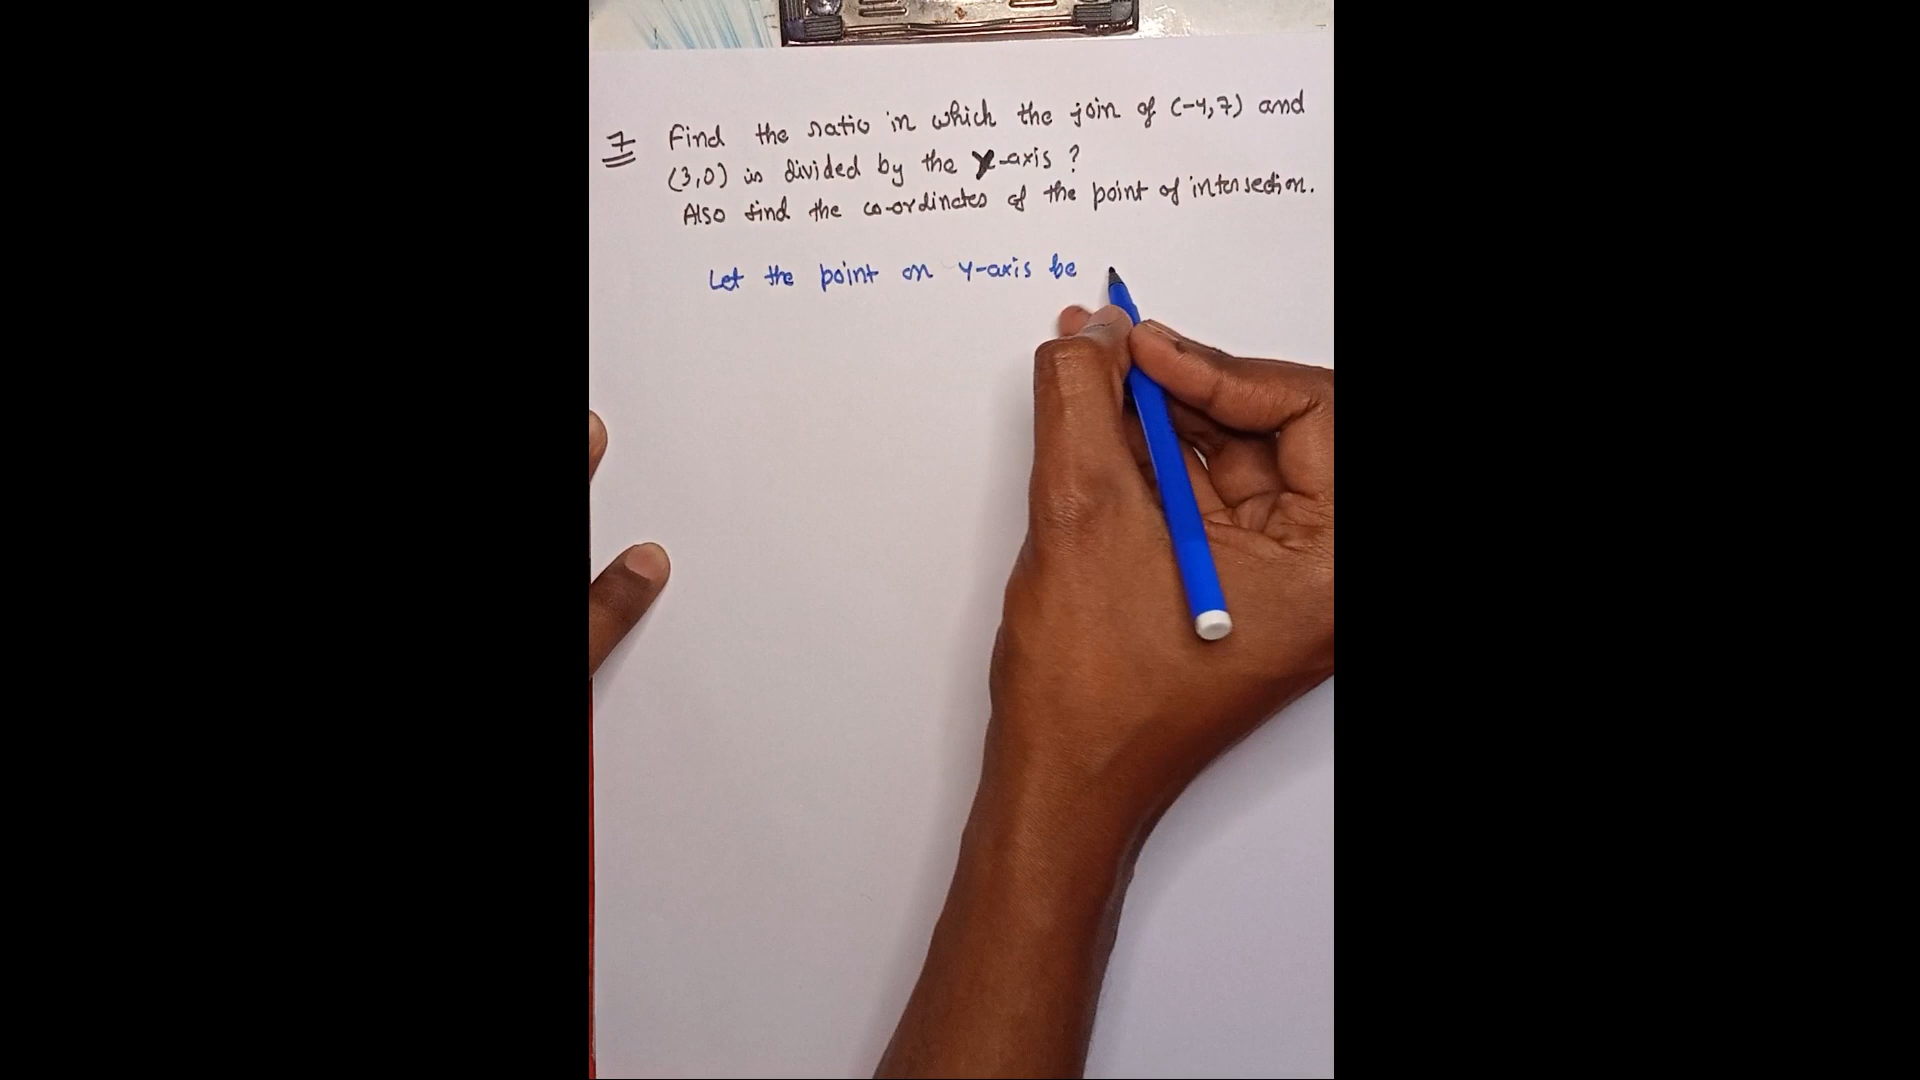 7 Find the ratio in which the join of (-4,7) and
(3,0) is divided by the Y-axis ?
Also find the co-ordinates of the point of intersection.
Let the point on y-axis be